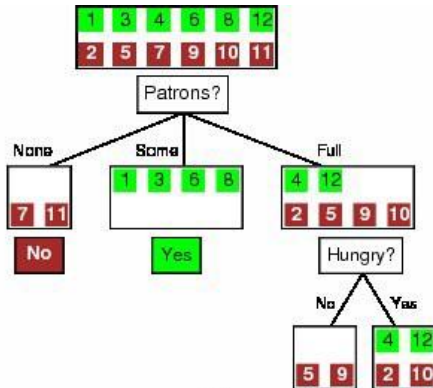 1 3 4 6 8 12
2 5 7 9 10 11
Patrons?
None Some Full
1 3 6 8
4 12
7 11
2 5 9 10
No
Yes
Hungry?
No Yes
4 12
5 9
2 10